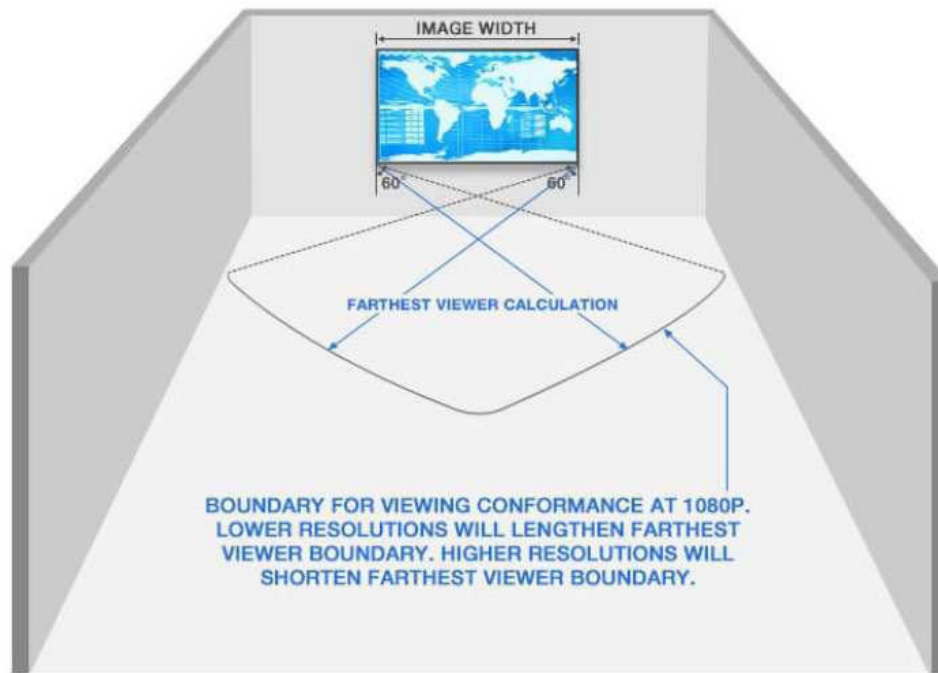 IMAGE WIDTH
60°
60°
FARTHEST VIEWER CALCULATION
BOUNDARY FOR VIEWING CONFORMANCE AT 1080P.
LOWER RESOLUTIONS WILL LENGTHEN FARTHEST
VIEWER BOUNDARY. HIGHER RESOLUTIONS WILL
SHORTEN FARTHEST VIEWER BOUNDARY.